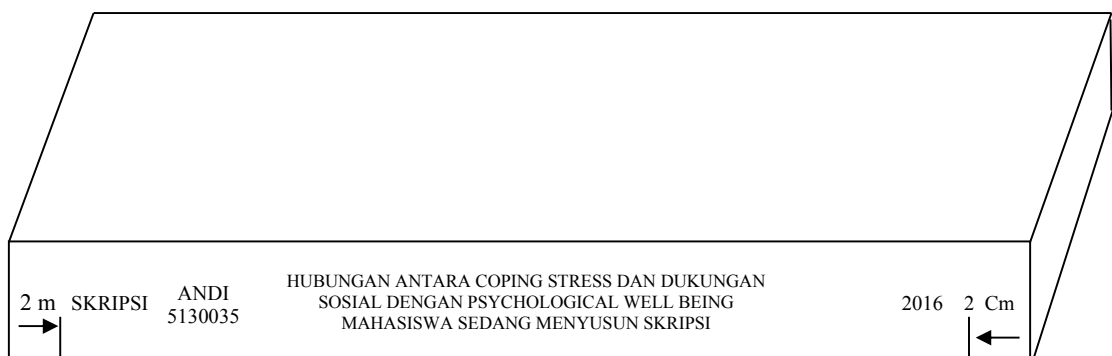 2 m SKRIPSI ANDI 5130035 HUBUNGAN ANTARA COPING STRESS DAN DUKUNGAN
SOSIAL DENGAN PSYCHOLOGICAL WELL BEING
MAHASISWA SEDANG MENYUSUN SKRIPSI
2016 2 Cm